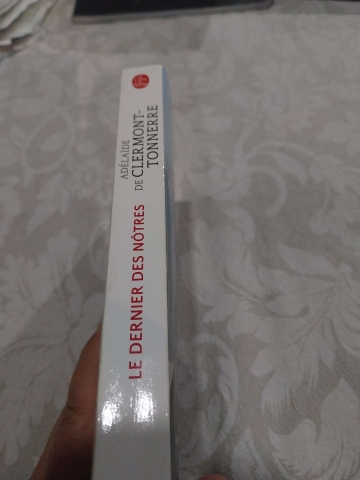 LE DERNIER DES NÔTRES
ADÉLAÏDE
DE CLERMONT-
TONNERRE